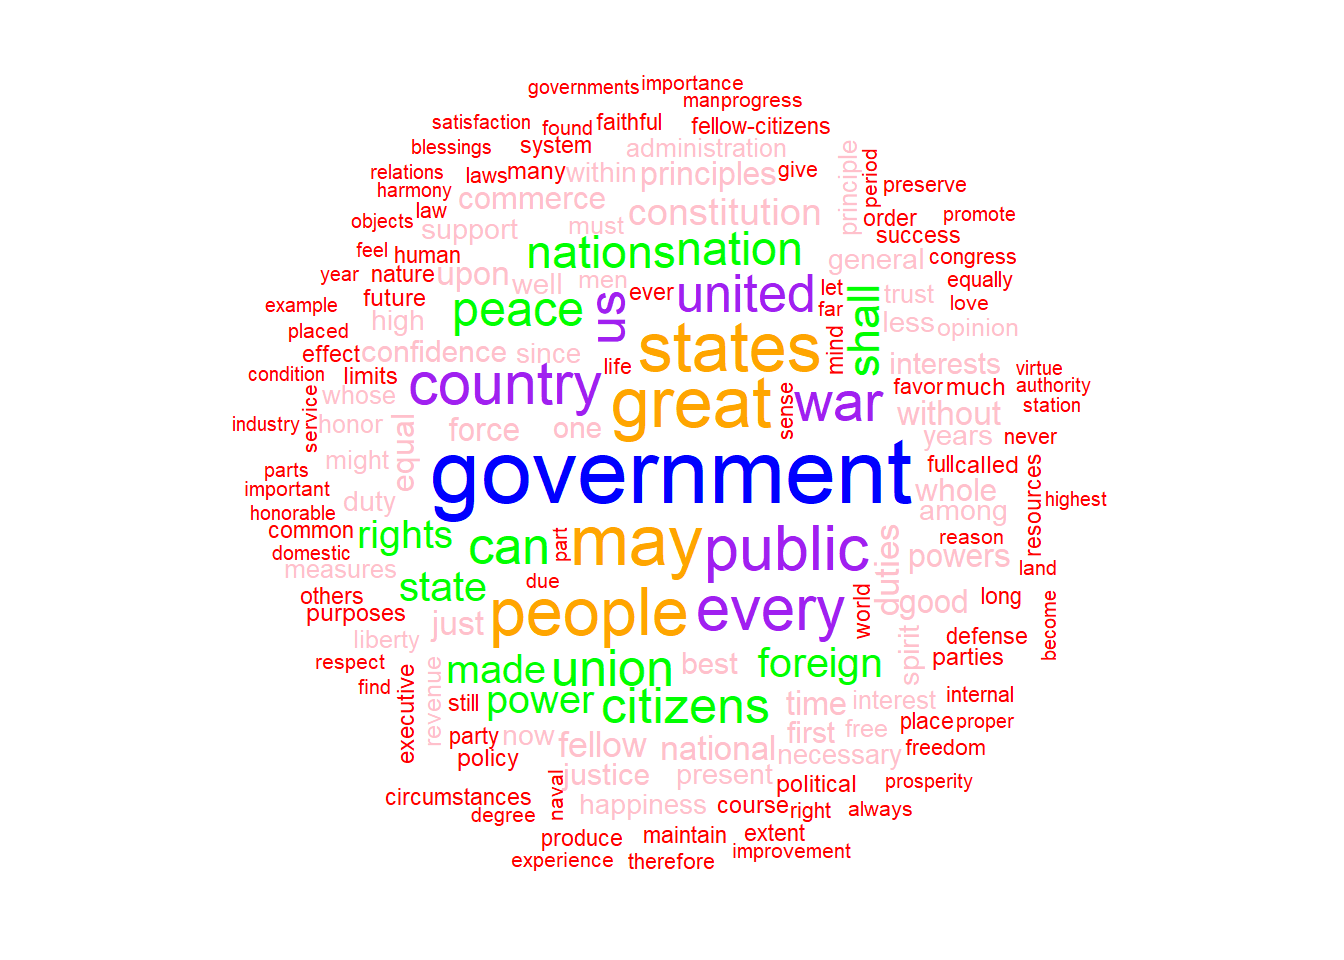 governments importance
manprogress
satisfaction found faithful fellow-citizens
blessings system administration
relations laws many within principles give principle period
harmony commerce preserve
objects law support must constitution order promote
feel human nations nation success
year nature upon well men general congress
example future peace us ever united let shall trust equally
placed high far less love opinion
effect confidence since states mind interests
condition limits life virtue
whose country great sense war favor much authority
service honor without station
industry force one years never
equal
parts might government full called
important duty whole resources highest
honorable among
common rights can part may public reason
domestic powers
measures state due land
others people every world duties good long
purposes just become
liberty defense
respect made union best foreign spirit parties
find
executive revenue still power citizens time interest internal
party now first free place proper
policy fellow national necessary freedom
justice present political prosperity
circumstances naval happiness course right always
degree
produce maintain extent
experience therefore improvement